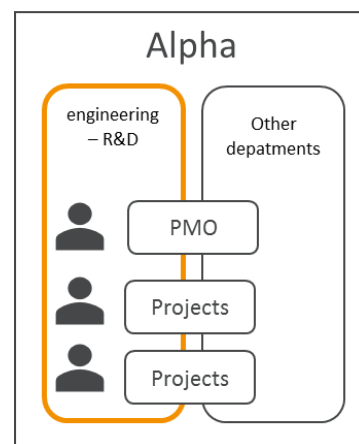 Alpha
engineering
– R&D
Other
depatments
PMO
Projects
Projects